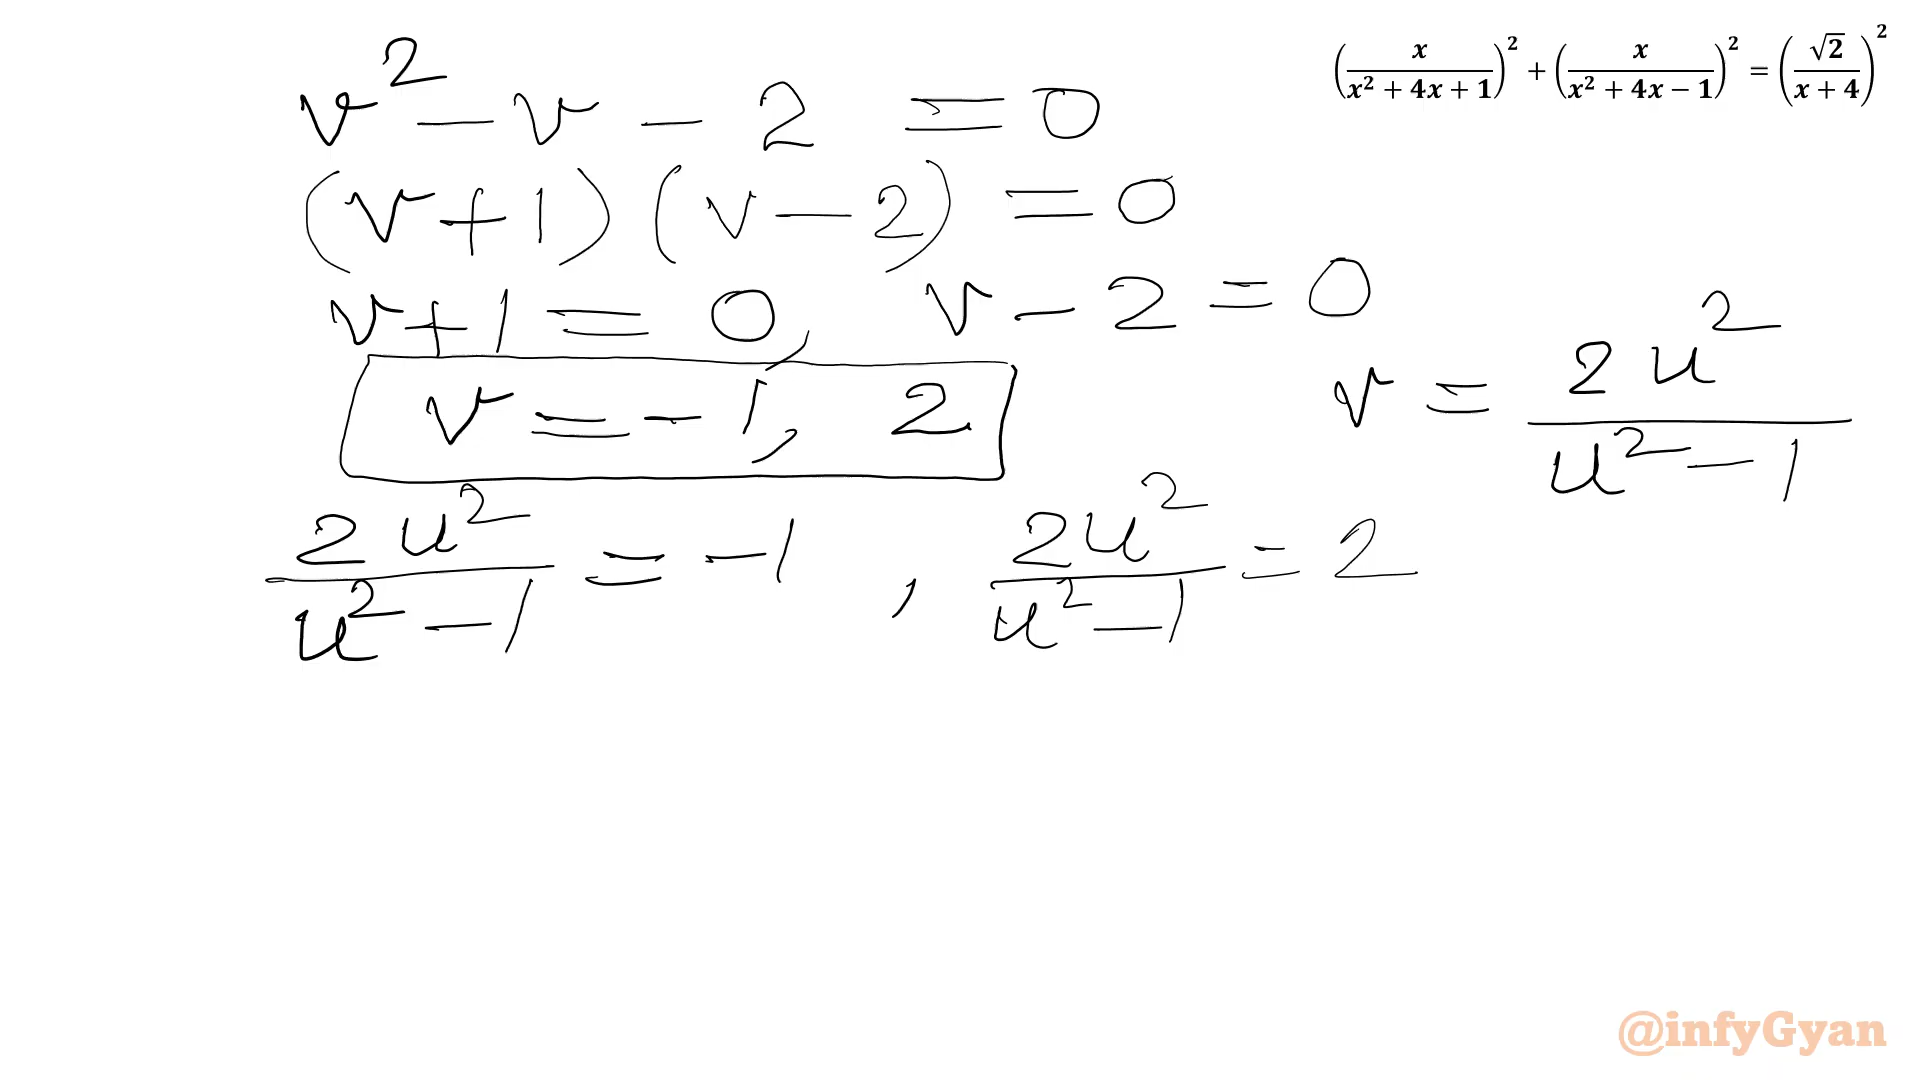 (x/(x² + 4x + 1))² + (x/(x² + 4x − 1))² = (√2/(x + 4))²
v² − v − 2 = 0
(v + 1) (v − 2) = 0
v + 1 = 0, v − 2 = 0
v = −1, 2
v = 2u²/(u² − 1)
2u²/(u² − 1) = −1 , 2u²/(u² − 1) = 2
@infyGyan